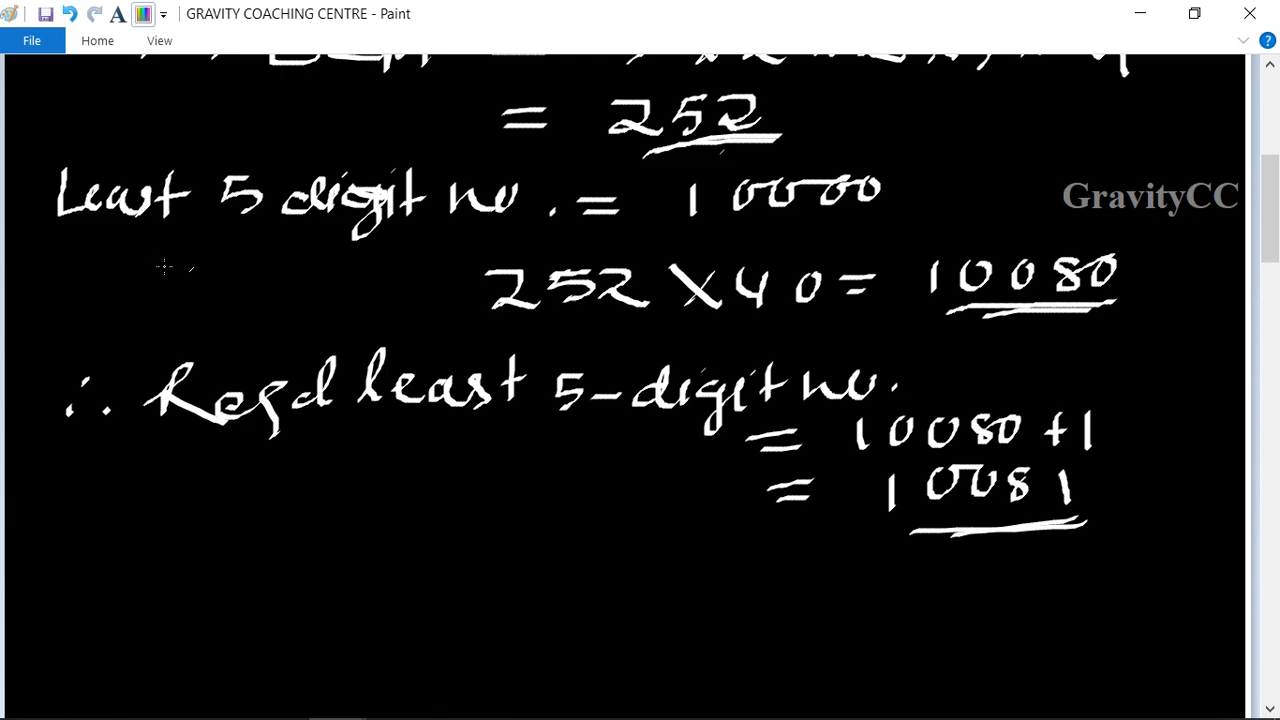 GRAVITY COACHING CENTRE - Paint
File Home View
= 252
Least 5 digit no. = 10000
GravityCC
252 × 40 = 10080
∴ Reqd least 5-digit no.
= 10080 + 1
= 10081